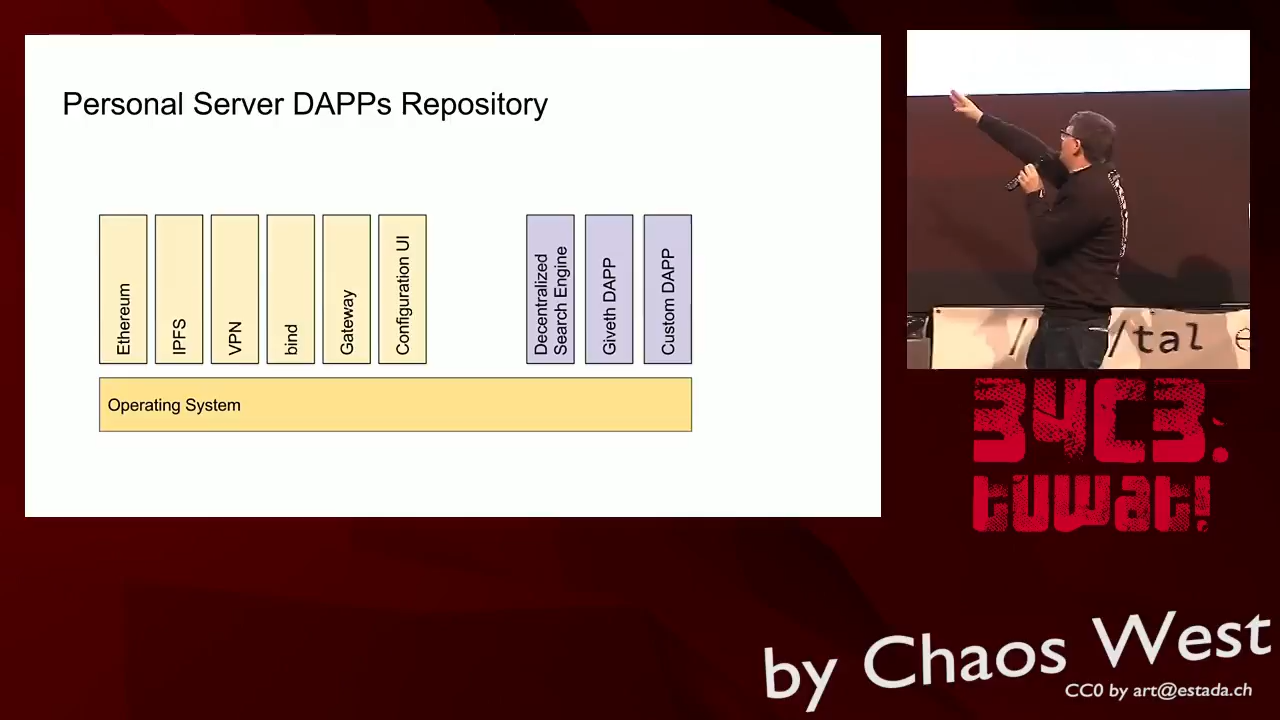 Personal Server DAPPs Repository
Ethereum
IPFS
VPN
bind
Gateway
Configuration UI
Decentralized
Search Engine
Giveth DAPP
Custom DAPP
Operating System
/tal e
34C3.
tuwat!
by Chaos West
CC0 by art@estada.ch